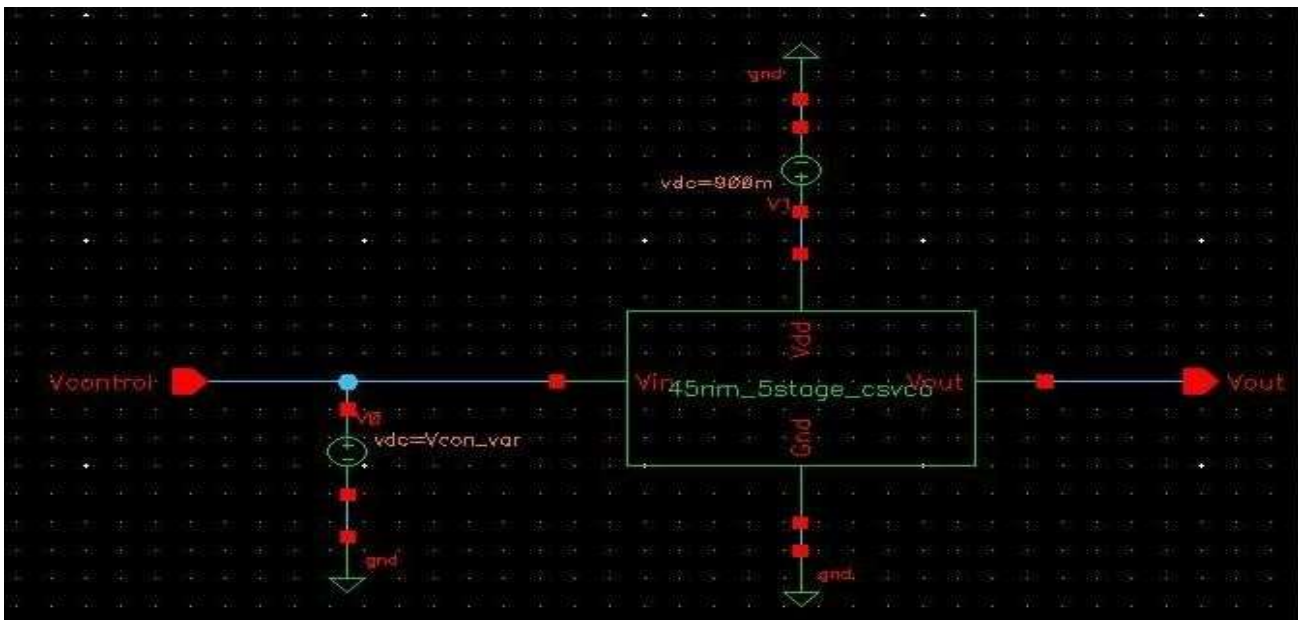 gnd
vdc=900m
V1
Vdd
Vcontrol
Vin
45nm_5stage_csvco
Vout
Vout
V0
vdc=Vcon_var
Gnd
gnd
gnd